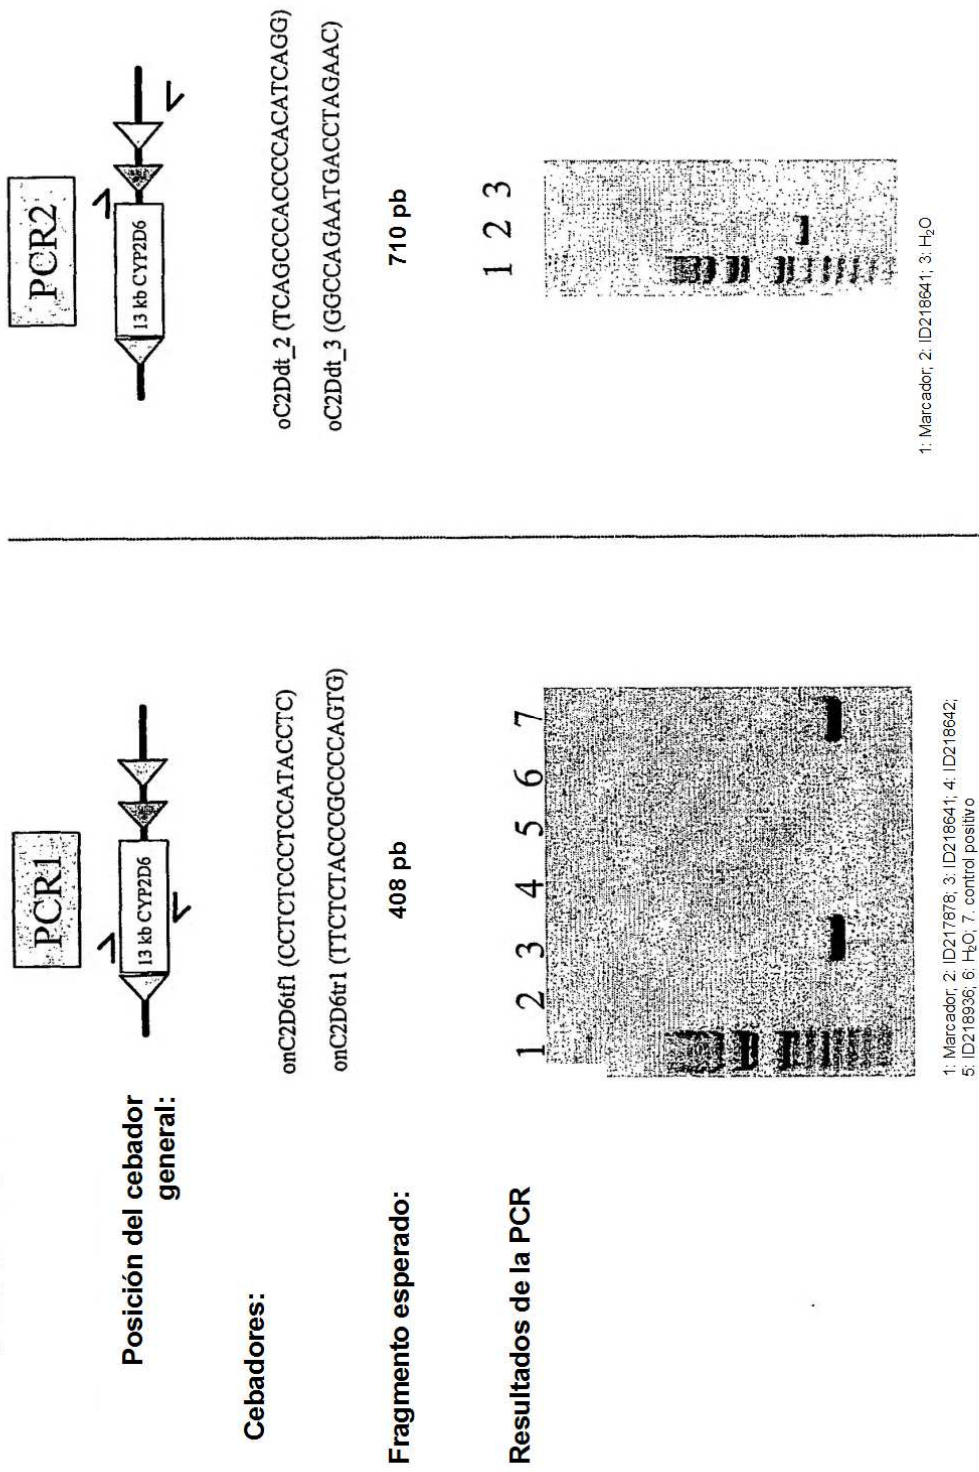 PCR1
PCR2
Posición del cebador
general:
13 kb CYP2D6
13 kb CYP2D6
Cebadores:
onC2D6tf1 (CCTCTCCCTCCATACCTC)
onC2D6tr1 (TTCTCTACCGCCCCAGTG)
oC2Ddt_2 (TCAGCCCACCCCACATCAGG)
oC2Ddt_3 (GGCCAGAATGACCTAGAAC)
Fragmento esperado:
408 pb
710 pb
Resultados de la PCR
1 2 3 4 5 6 7
1 2 3
1: Marcador; 2: ID217878; 3: ID218641; 4: ID218642;
5: ID218936; 6: H₂O; 7. control positivo
1: Marcador; 2: ID218641; 3: H₂O